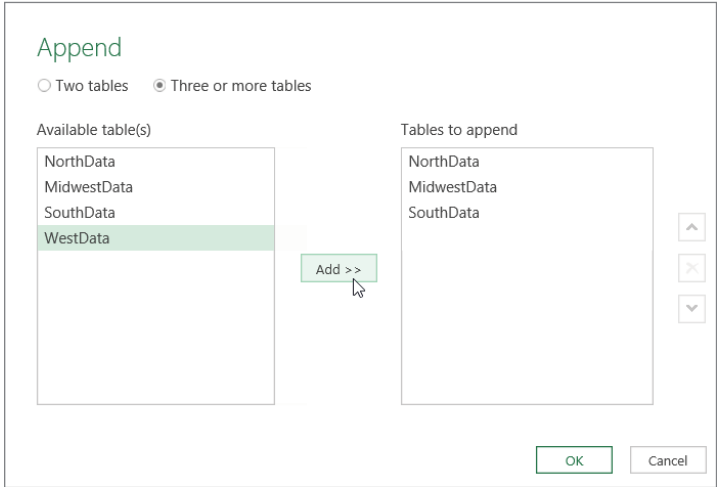 Append
Two tables
Three or more tables
Available table(s)
NorthData
MidwestData
SouthData
WestData
Add >>
Tables to append
NorthData
MidwestData
SouthData
OK
Cancel